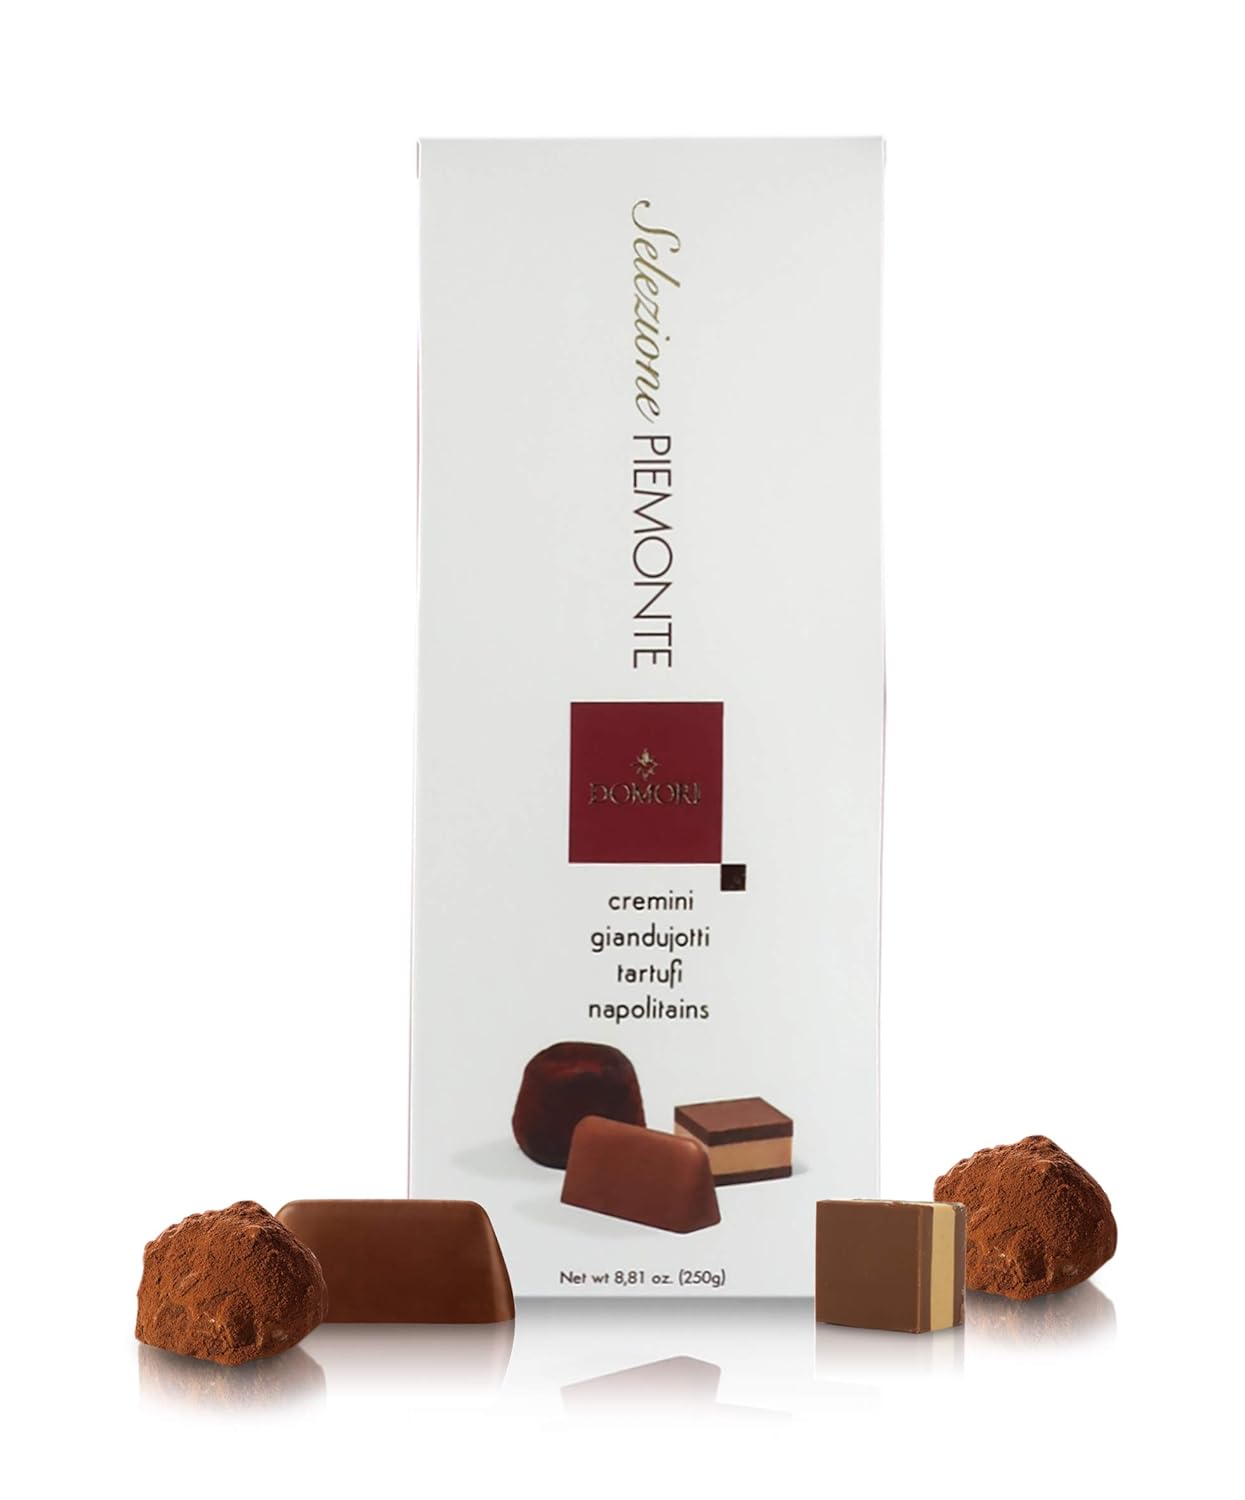 Selezione PIEMONTE
DOMORI
cremini
giandujotti
tartufi
napolitains
Net wt 8,81 oz. (250g)